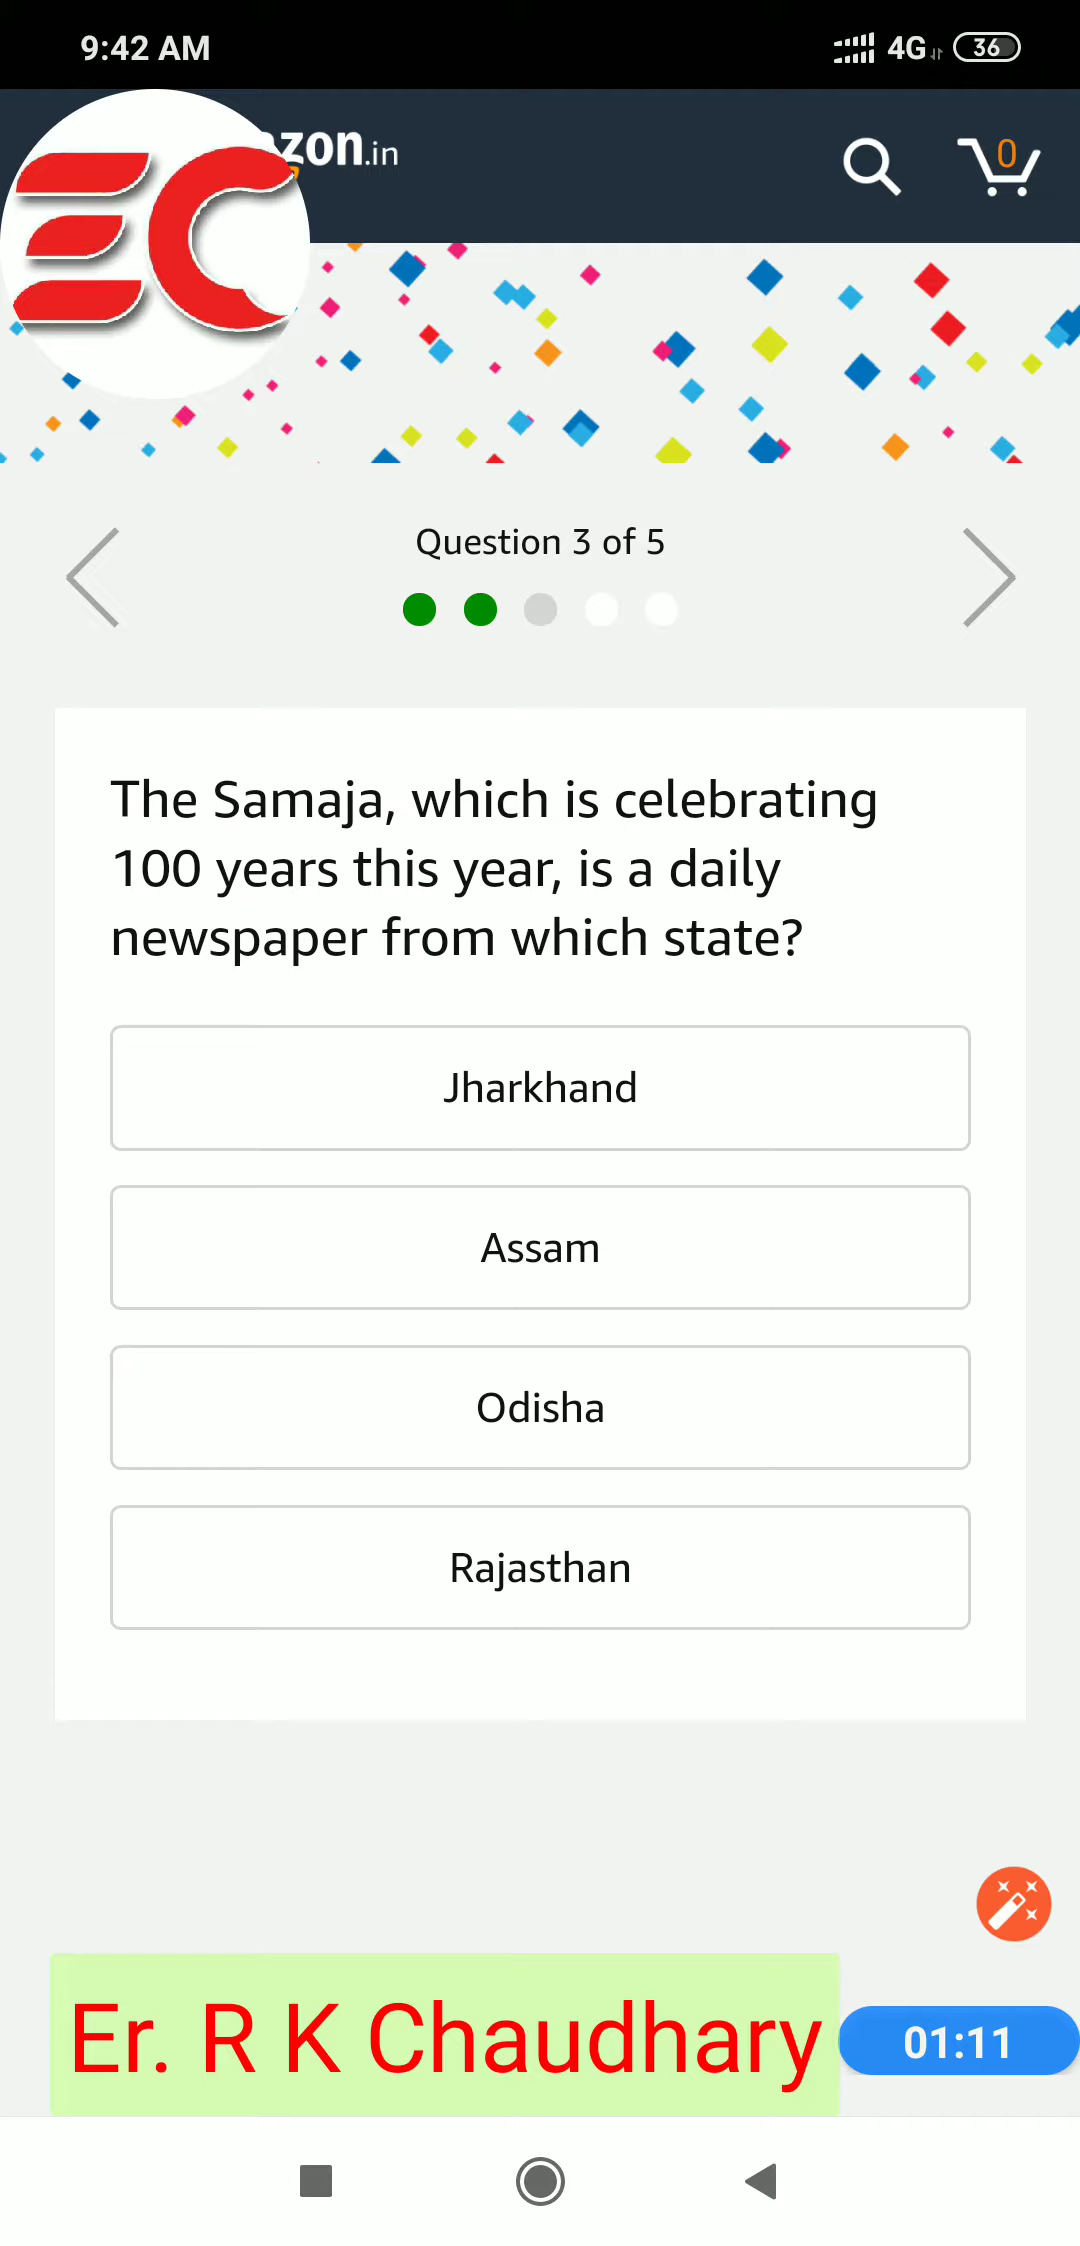 9:42 AM
4G
36
EC
zon.in
0
Question 3 of 5
The Samaja, which is celebrating
100 years this year, is a daily
newspaper from which state?
Jharkhand
Assam
Odisha
Rajasthan
Er. R K Chaudhary
01:11